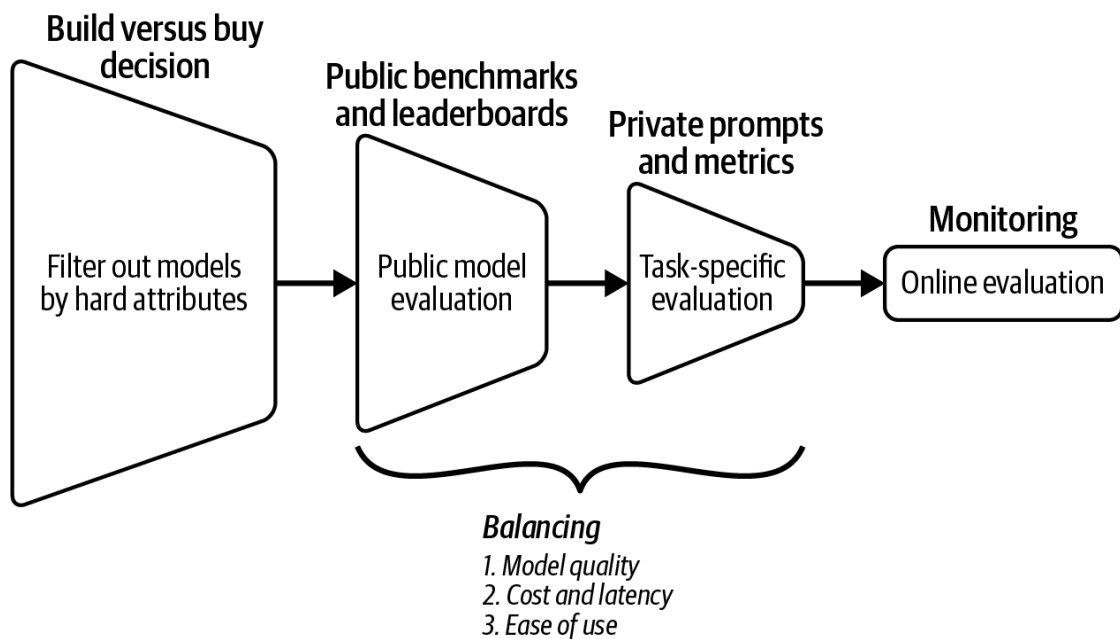 Build versus buy
decision
Filter out models
by hard attributes
Public benchmarks
and leaderboards
Public model
evaluation
Private prompts
and metrics
Task-specific
evaluation
Monitoring
Online evaluation
Balancing
1. Model quality
2. Cost and latency
3. Ease of use